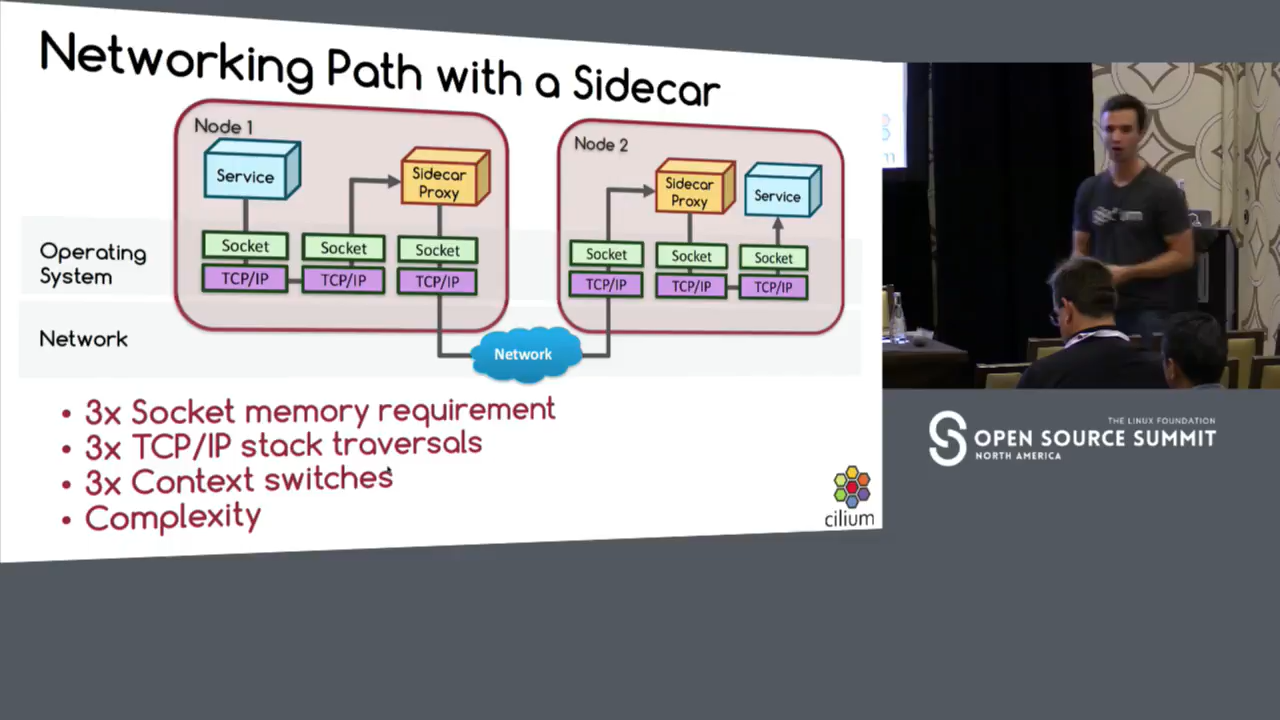 Networking Path with a Sidecar
Node 1
Service
Sidecar
Proxy
Socket
Socket
Socket
TCP/IP
TCP/IP
TCP/IP
Node 2
Sidecar
Proxy
Service
Socket
Socket
Socket
TCP/IP
TCP/IP
TCP/IP
Operating
System
Network
Network
• 3x Socket memory requirement
• 3x TCP/IP stack traversals
• 3x Context switches
• Complexity
cilium
THE LINUX FOUNDATION
OPEN SOURCE SUMMIT
NORTH AMERICA